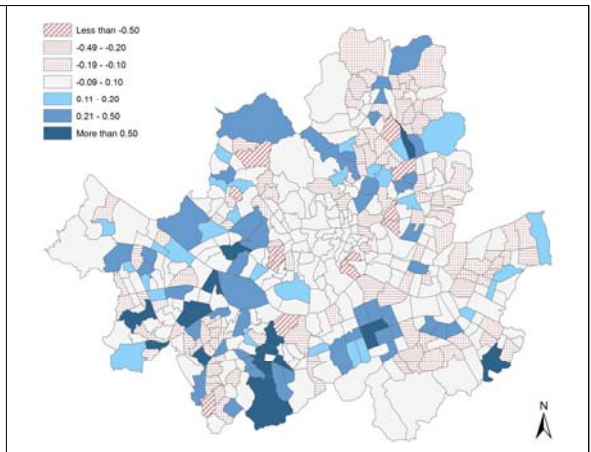 Less than -0.50
-0.49 - -0.20
-0.19 - -0.10
-0.09 - 0.10
0.11 - 0.20
0.21 - 0.50
More than 0.50
N